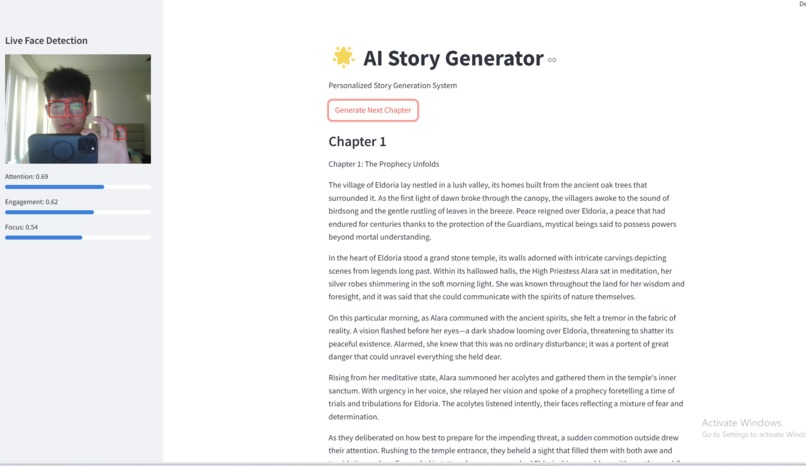 De
Live Face Detection
Attention: 0.69
Engagement: 0.62
Focus: 0.54
AI Story Generator
Personalized Story Generation System
Generate Next Chapter
Chapter 1
Chapter 1: The Prophecy Unfolds
The village of Eldoria lay nestled in a lush valley, its homes built from the ancient oak trees that
surrounded it. As the first light of dawn broke through the canopy, the villagers awoke to the sound of
birdsong and the gentle rustling of leaves in the breeze. Peace reigned over Eldoria, a peace that had
endured for centuries thanks to the protection of the Guardians, mystical beings said to possess powers
beyond mortal understanding.
In the heart of Eldoria stood a grand stone temple, its walls adorned with intricate carvings depicting
scenes from legends long past. Within its hallowed halls, the High Priestess Alara sat in meditation, her
silver robes shimmering in the soft morning light. She was known throughout the land for her wisdom and
foresight, and it was said that she could communicate with the spirits of nature themselves.
On this particular morning, as Alara communed with the ancient spirits, she felt a tremor in the fabric of
reality. A vision flashed before her eyes—a dark shadow looming over Eldoria, threatening to shatter its
peaceful existence. Alarmed, she knew that this was no ordinary disturbance; it was a portent of great
danger that could unravel everything she held dear.
Rising from her meditative state, Alara summoned her acolytes and gathered them in the temple's inner
sanctum. With urgency in her voice, she relayed her vision and spoke of a prophecy foretelling a time of
trials and tribulations for Eldoria. The acolytes listened intently, their faces reflecting a mixture of fear and
determination.
As they deliberated on how best to prepare for the impending threat, a sudden commotion outside drew
their attention. Rushing to the temple entrance, they beheld a sight that filled them with both awe and
Activate Windows
Go to Settings to activate Windo